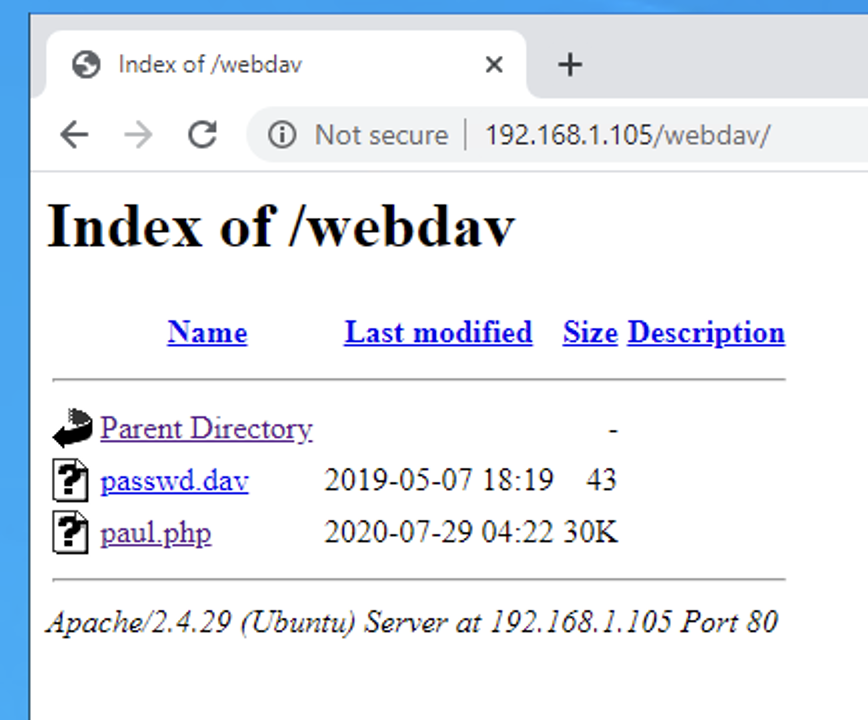 Index of /webdav
Not secure | 192.168.1.105/webdav/
Index of /webdav
Name Last modified Size Description
Parent Directory -
passwd.dav 2019-05-07 18:19 43
paul.php 2020-07-29 04:22 30K
Apache/2.4.29 (Ubuntu) Server at 192.168.1.105 Port 80